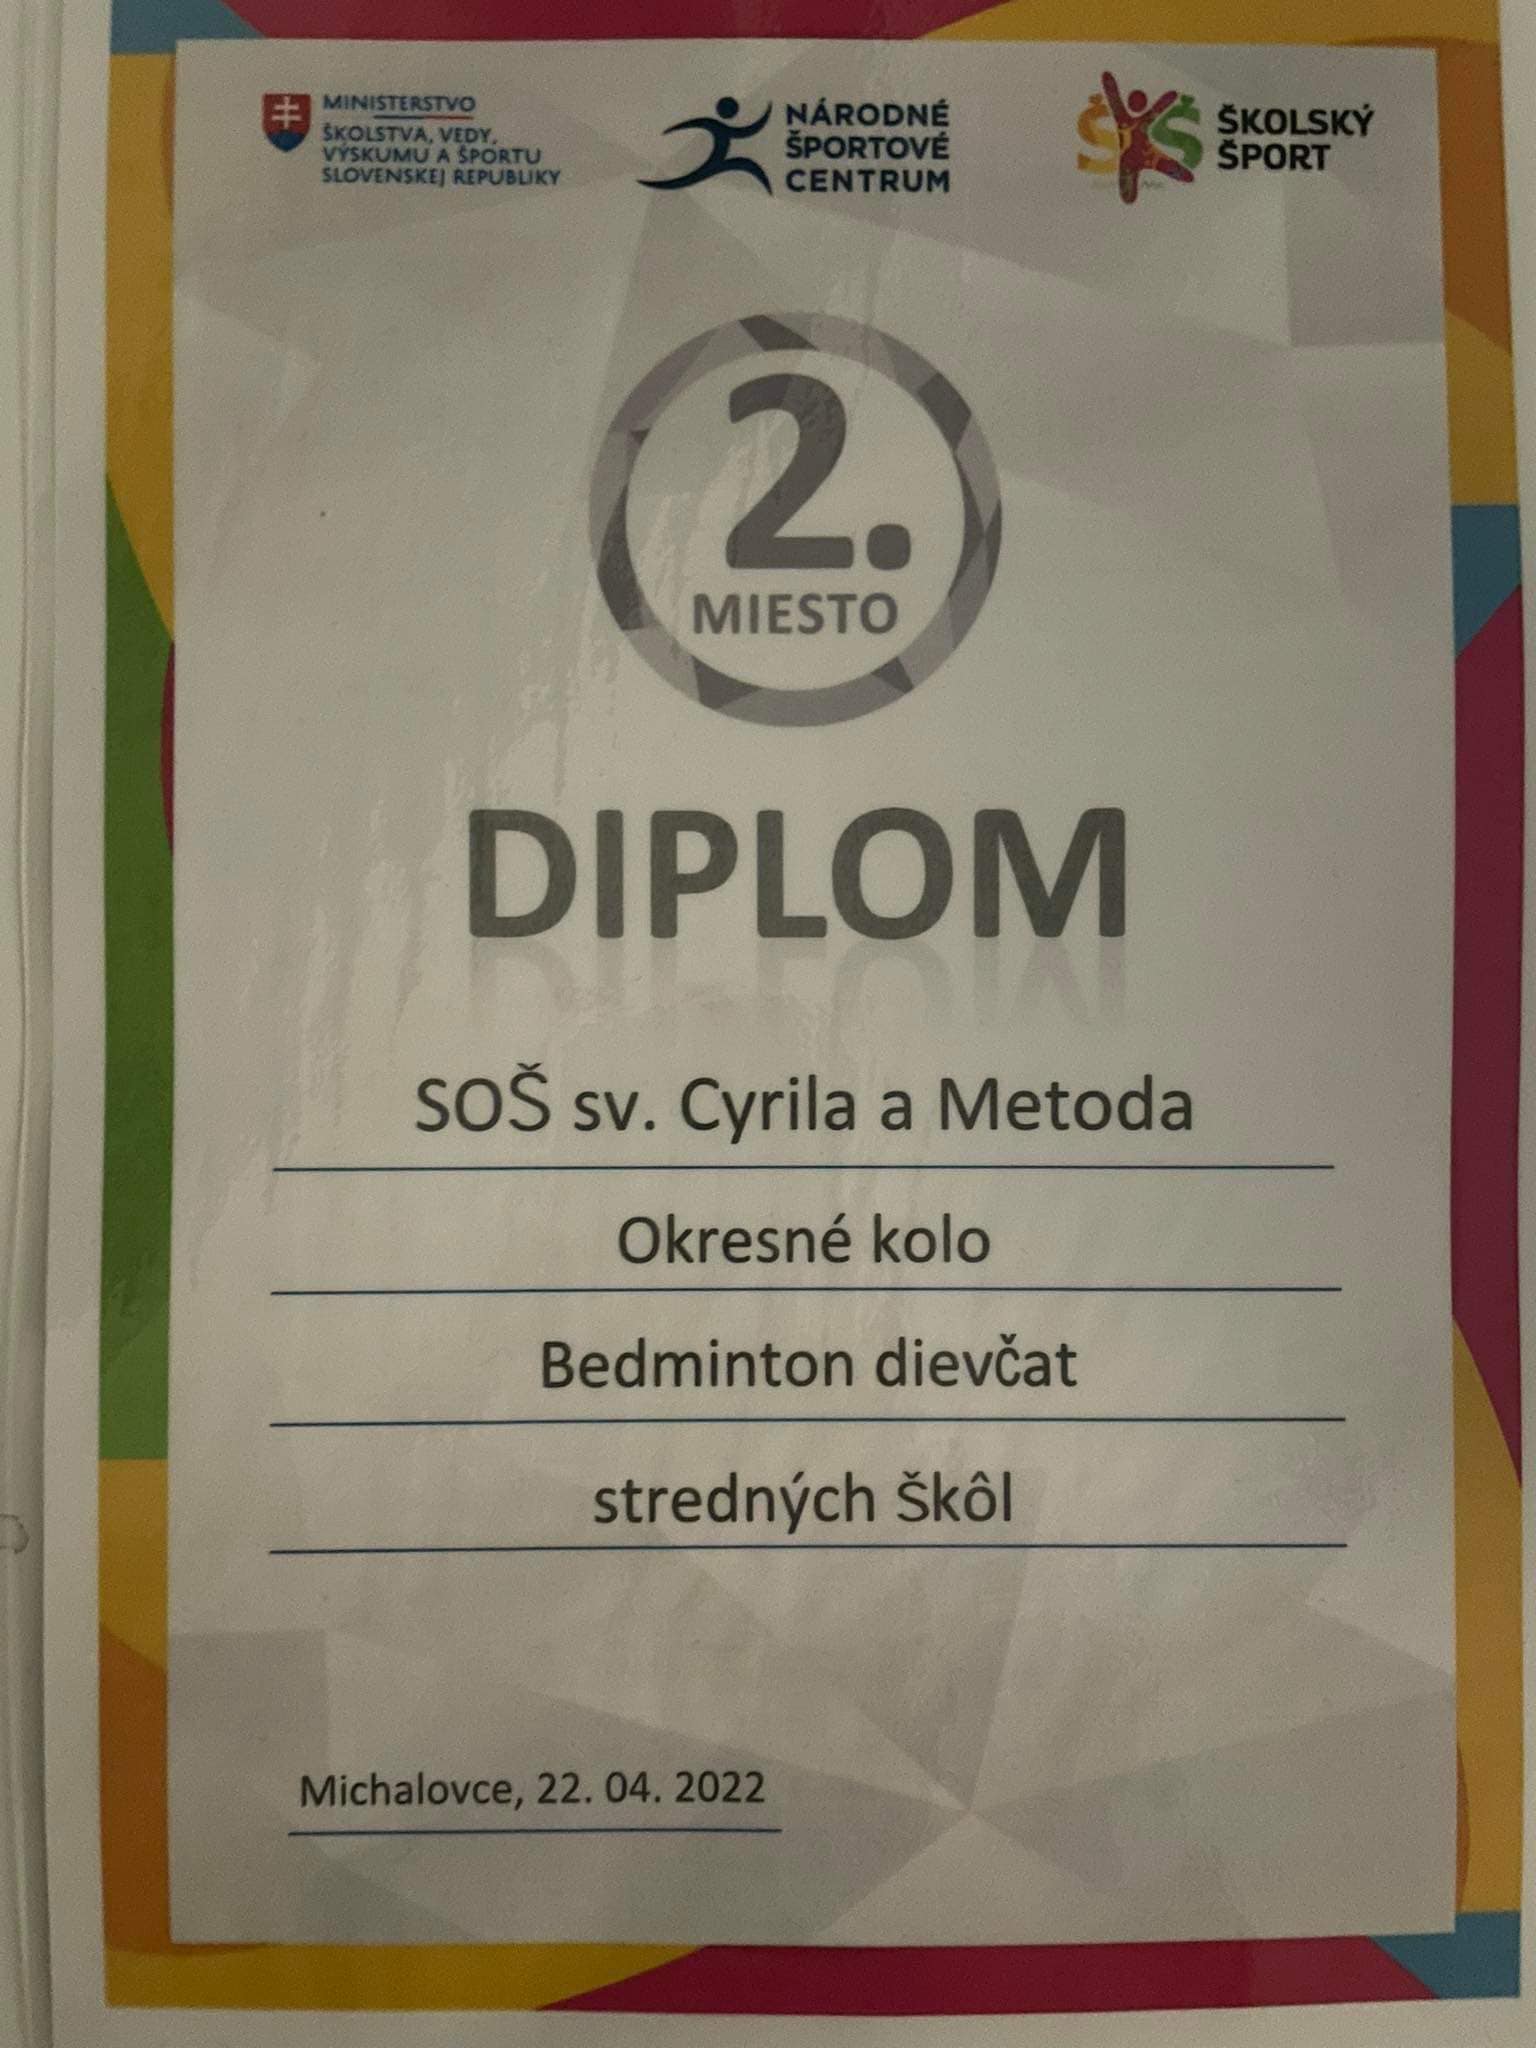 MINISTERSTVO
ŠKOLSTVA, VEDY,
VÝSKUMU A ŠPORTU
SLOVENSKEJ REPUBLIKY
NÁRODNÉ
ŠPORTOVÉ
CENTRUM
ŠKOLSKÝ
ŠPORT
2.
MIESTO
DIPLOM
SOŠ sv. Cyrila a Metoda
Okresné kolo
Bedminton dievčat
stredných škôl
Michalovce, 22. 04. 2022